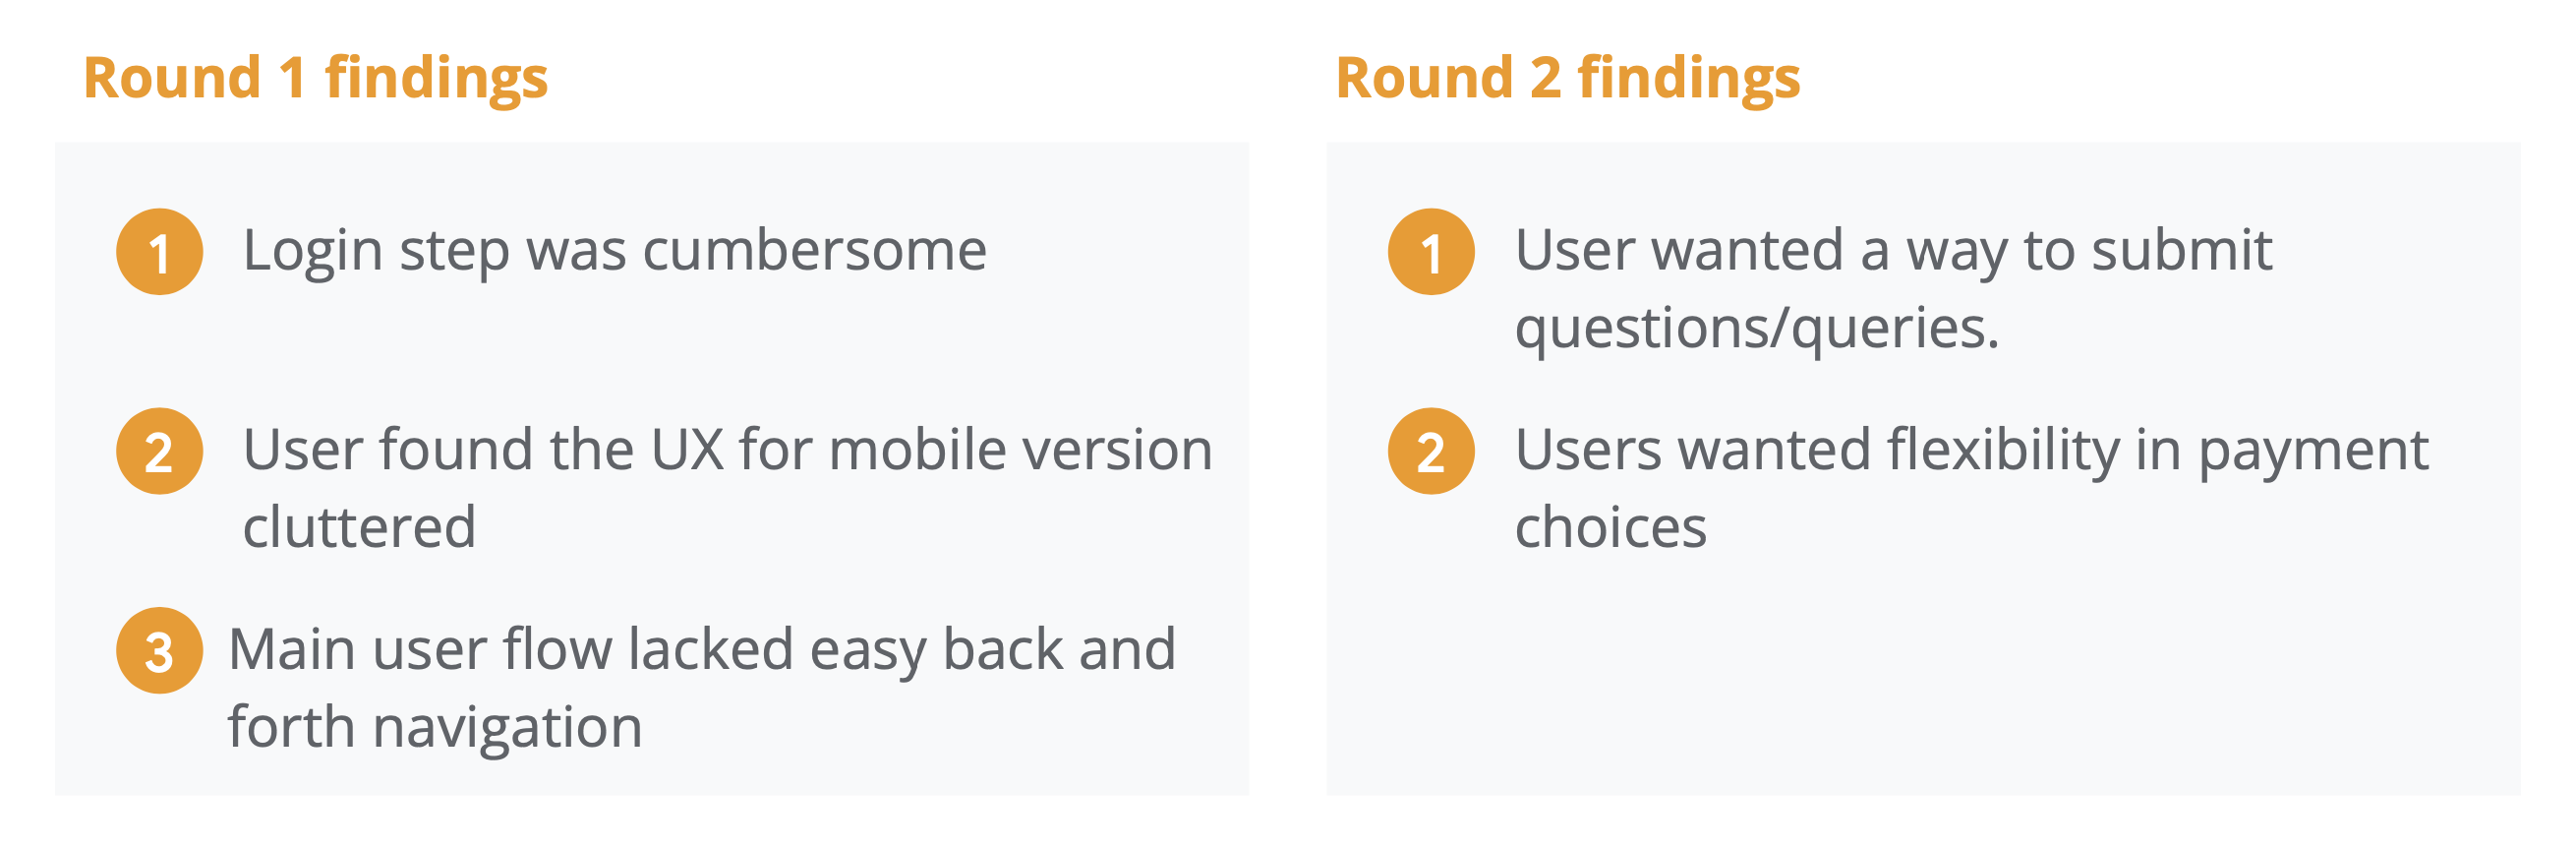 Round 1 findings
1 Login step was cumbersome
2 User found the UX for mobile version
cluttered
3 Main user flow lacked easy back and
forth navigation
Round 2 findings
1 User wanted a way to submit
questions/queries.
2 Users wanted flexibility in payment
choices